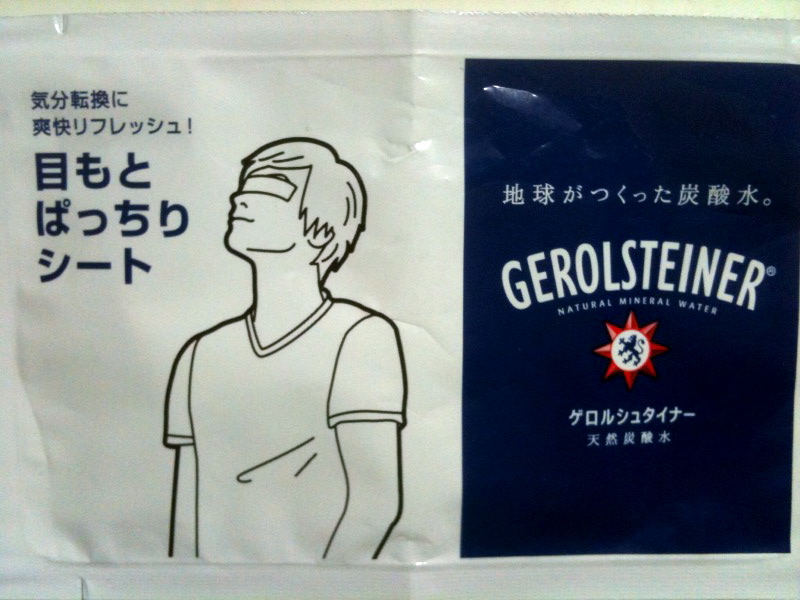 気分転換に
爽快リフレッシュ!
目もと
ぱっちり
シート
地球がつくった炭酸水。
GEROLSTEINER®
NATURAL MINERAL WATER
ゲロルシュタイナー
天然炭酸水